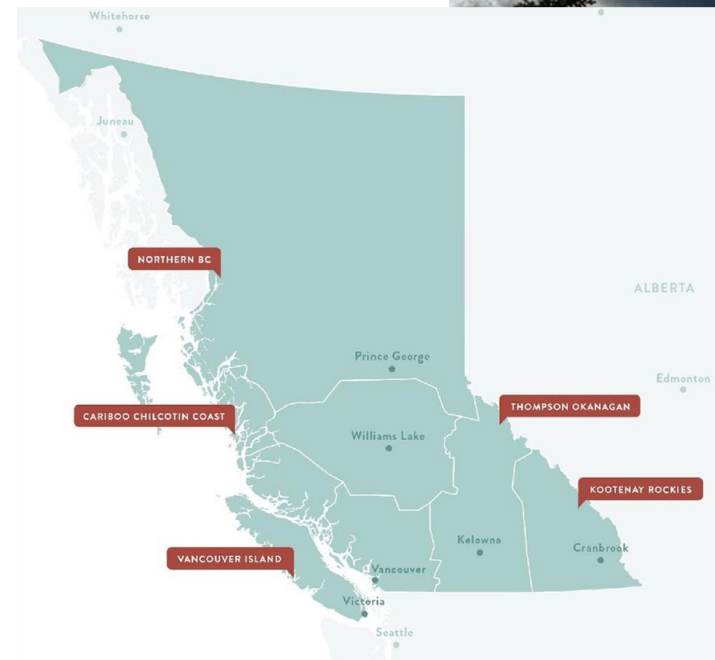 Whitehorse
Juneau
NORTHERN BC
ALBERTA
Prince George
Edmonton
THOMPSON OKANAGAN
CARIBOO CHILCOTIN COAST
Williams Lake
KOOTENAY ROCKIES
Kelowna
Cranbrook
VANCOUVER ISLAND
Vancouver
Victoria
Seattle